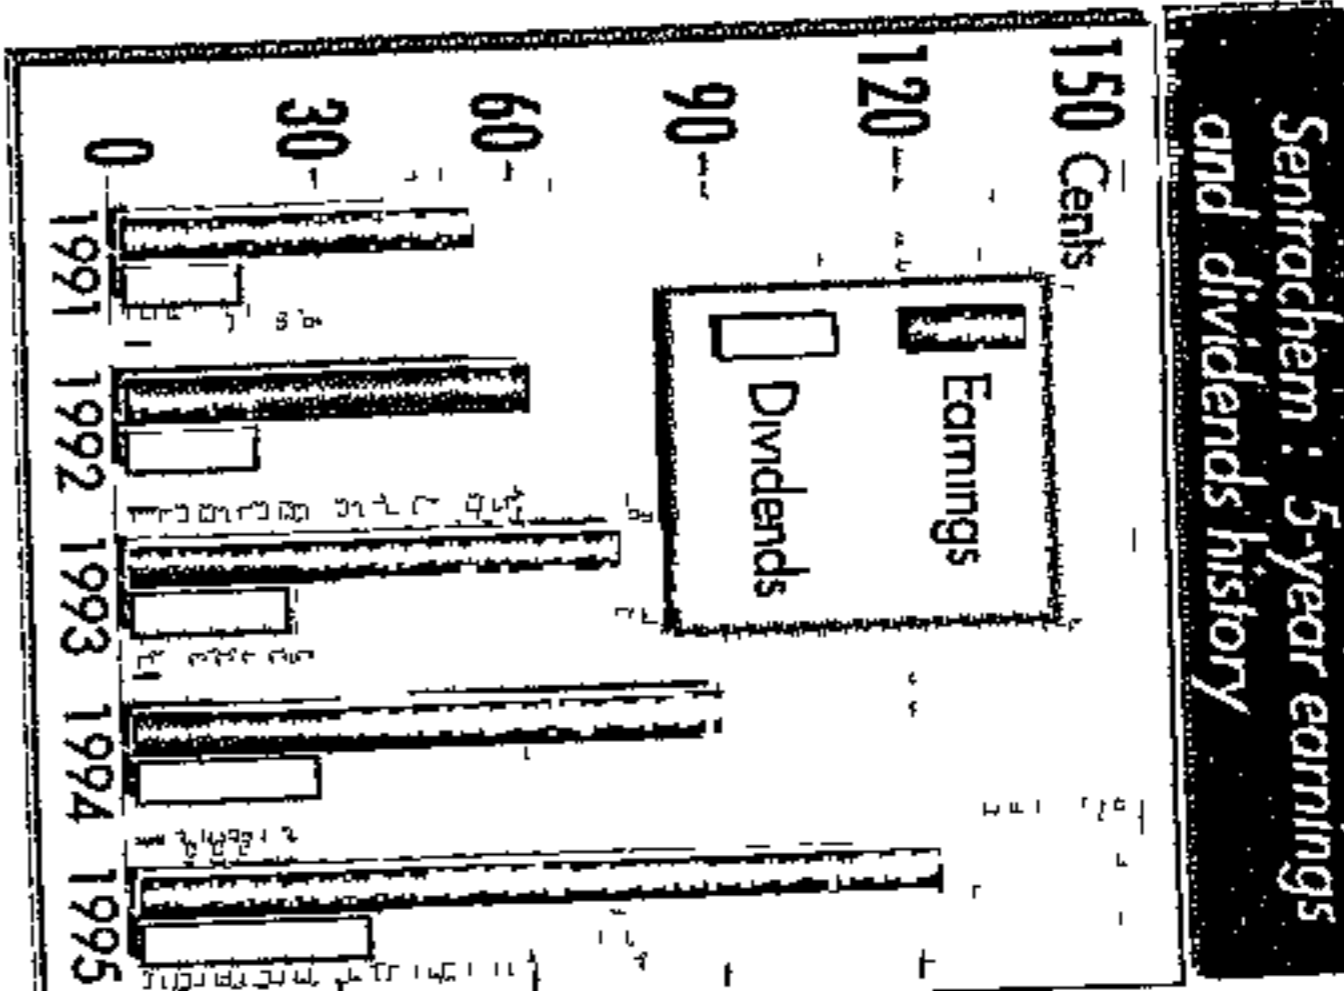 Sentrachem : 5-year earnings
and dividends history
150 Cents
120
90
60
30
0
Earnings
Dividends
1991
1992
1993
1994
1995